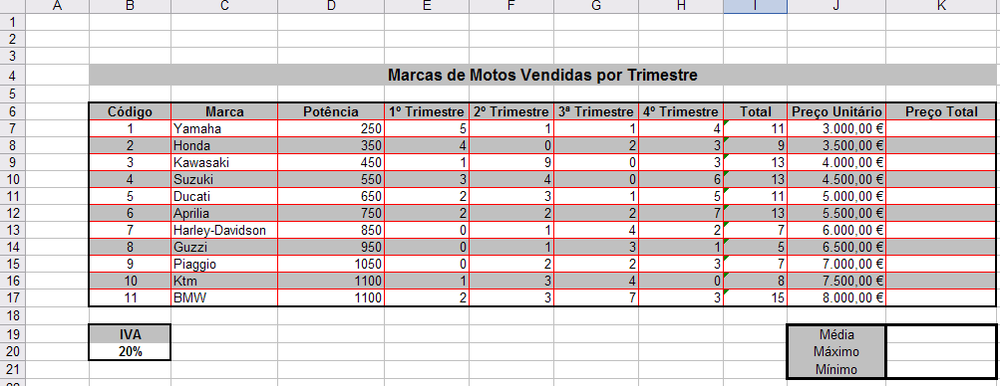 A B C D E F G H I J K
1
2
3
4 Marcas de Motos Vendidas por Trimestre
5
6 Código Marca Potência 1º Trimestre 2º Trimestre 3ª Trimestre 4º Trimestre Total Preço Unitário Preço Total
7 1 Yamaha 250 5 1 1 4 11 3.000,00 €
8 2 Honda 350 4 0 2 3 9 3.500,00 €
9 3 Kawasaki 450 1 9 0 3 13 4.000,00 €
10 4 Suzuki 550 3 4 0 6 13 4.500,00 €
11 5 Ducati 650 2 3 1 5 11 5.000,00 €
12 6 Aprilia 750 2 2 2 7 13 5.500,00 €
13 7 Harley-Davidson 850 0 1 4 2 7 6.000,00 €
14 8 Guzzi 950 0 1 3 1 5 6.500,00 €
15 9 Piaggio 1050 0 2 2 3 7 7.000,00 €
16 10 Ktm 1100 1 3 4 0 8 7.500,00 €
17 11 BMW 1100 2 3 7 3 15 8.000,00 €
18
19 IVA Média
20 20% Máximo
21 Mínimo